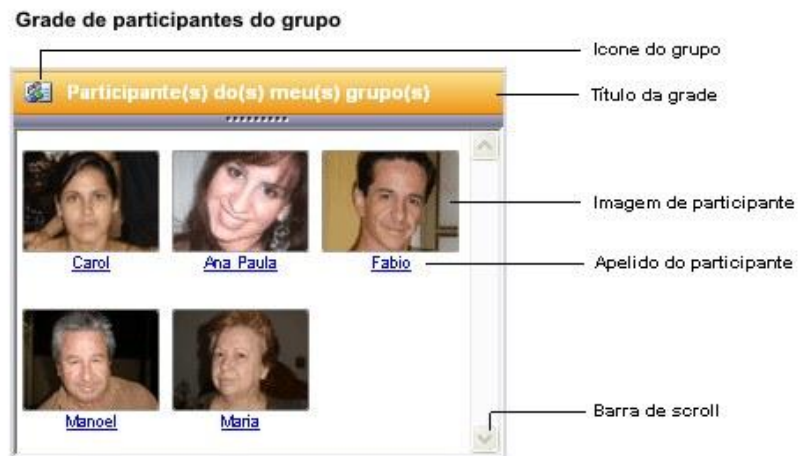 Grade de participantes do grupo
Icone do grupo
Participante(s) do(s) meu(s) grupo(s)
Título da grade
Imagem de participante
Carol
Ana Paula
Fabio
Apelido do participante
Manoel
Maria
Barra de scroll